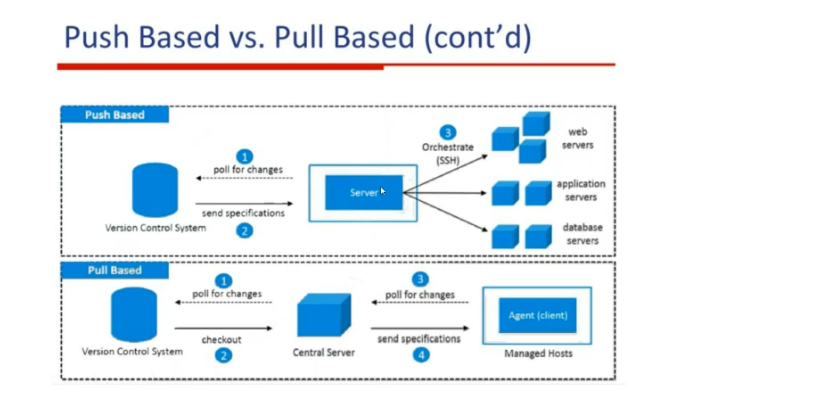 Push Based vs. Pull Based (cont’d)
Push Based
1
poll for changes
send specifications
2
Version Control System
Server
3
Orchestrate
(SSH)
web
servers
application
servers
database
servers
Pull Based
1
poll for changes
checkout
2
Version Control System
Central Server
3
poll for changes
send specifications
4
Agent (client)
Managed Hosts